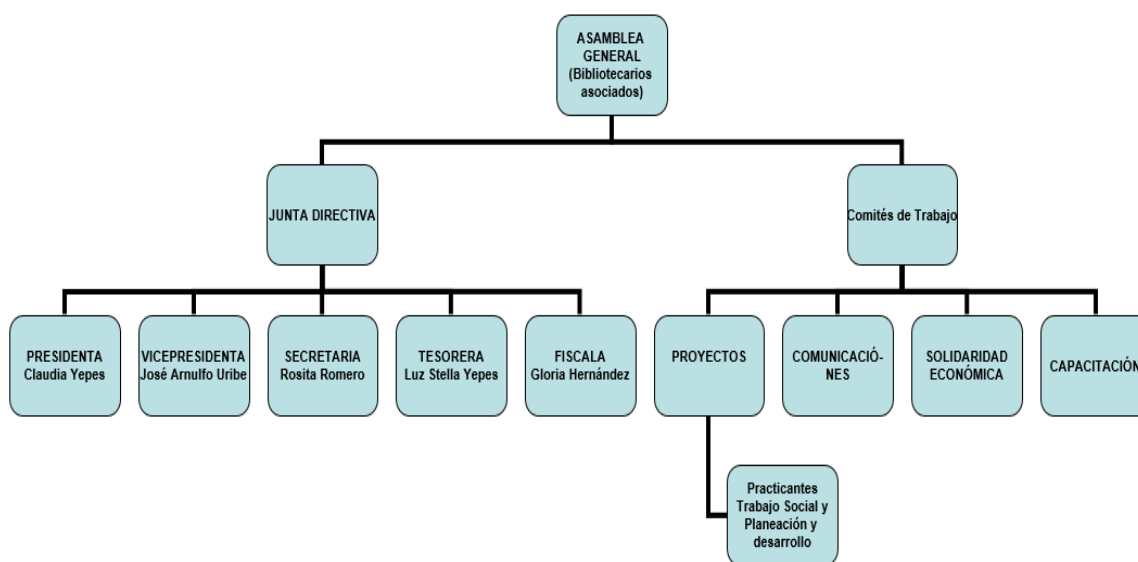 ASAMBLEA
GENERAL
(Bibliotecarios
asociados)
JUNTA DIRECTIVA
Comités de Trabajo
PRESIDENTA
Claudia Yepes
VICEPRESIDENTA
José Arnulfo Uribe
SECRETARIA
Rosita Romero
TESORERA
Luz Stella Yepes
FISCALA
Gloria Hernández
PROYECTOS
COMUNICACIÓ-
NES
SOLIDARIDAD
ECONÓMICA
CAPACITACIÓN
Practicantes
Trabajo Social y
Planeación y
desarrollo